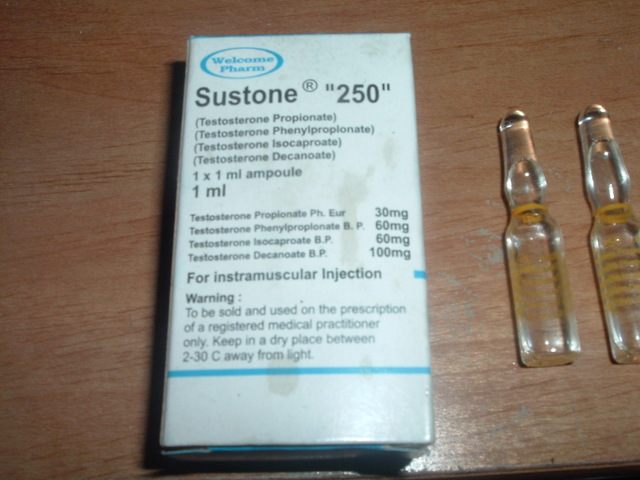 Welcome
Pharm
Sustone ® "250"
(Testosterone Propionate)
(Testosterone Phenylpropionate)
(Testosterone Isocaproate)
(Testosterone Decanoate)
1 x 1 ml ampoule
1 ml
Testosterone Propionate Ph. Eur 30mg
Testosterone Phenylpropionate B. P. 60mg
Testosterone Isocaproate B.P. 60mg
Testosterone Decanoate B.P. 100mg
For instramuscular Injection
Warning :
To be sold and used on the prescription
of a registered medical practitioner
only. Keep in a dry place between
2-30 C away from light.